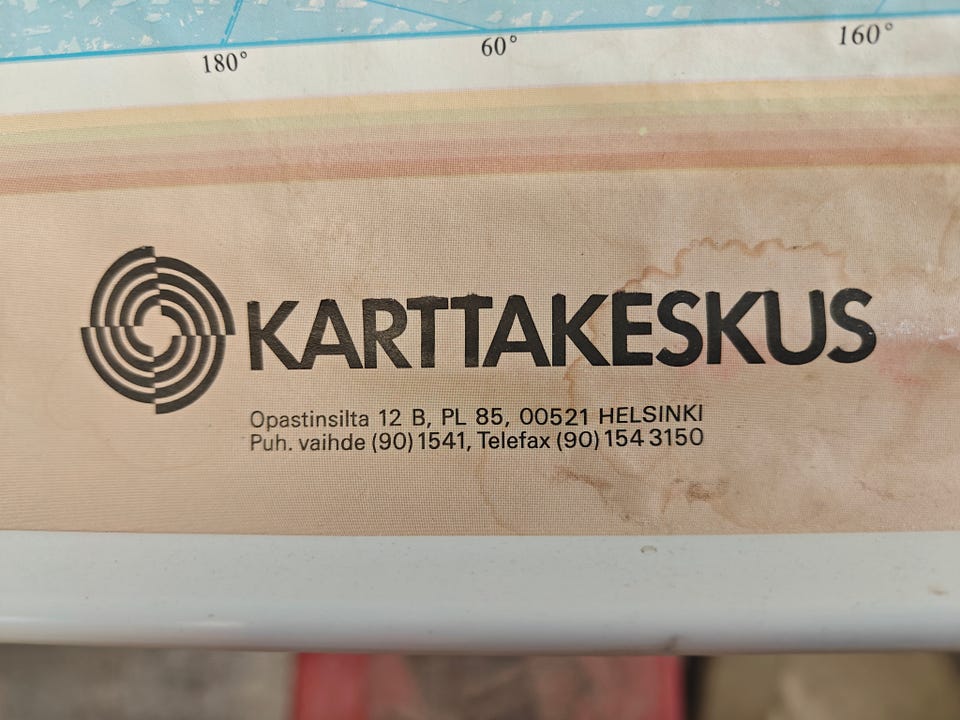 180° 60° 160°
KARTTAKESKUS
Opastinsilta 12 B, PL 85, 00521 HELSINKI
Puh. vaihde (90) 1541, Telefax (90) 154 3150